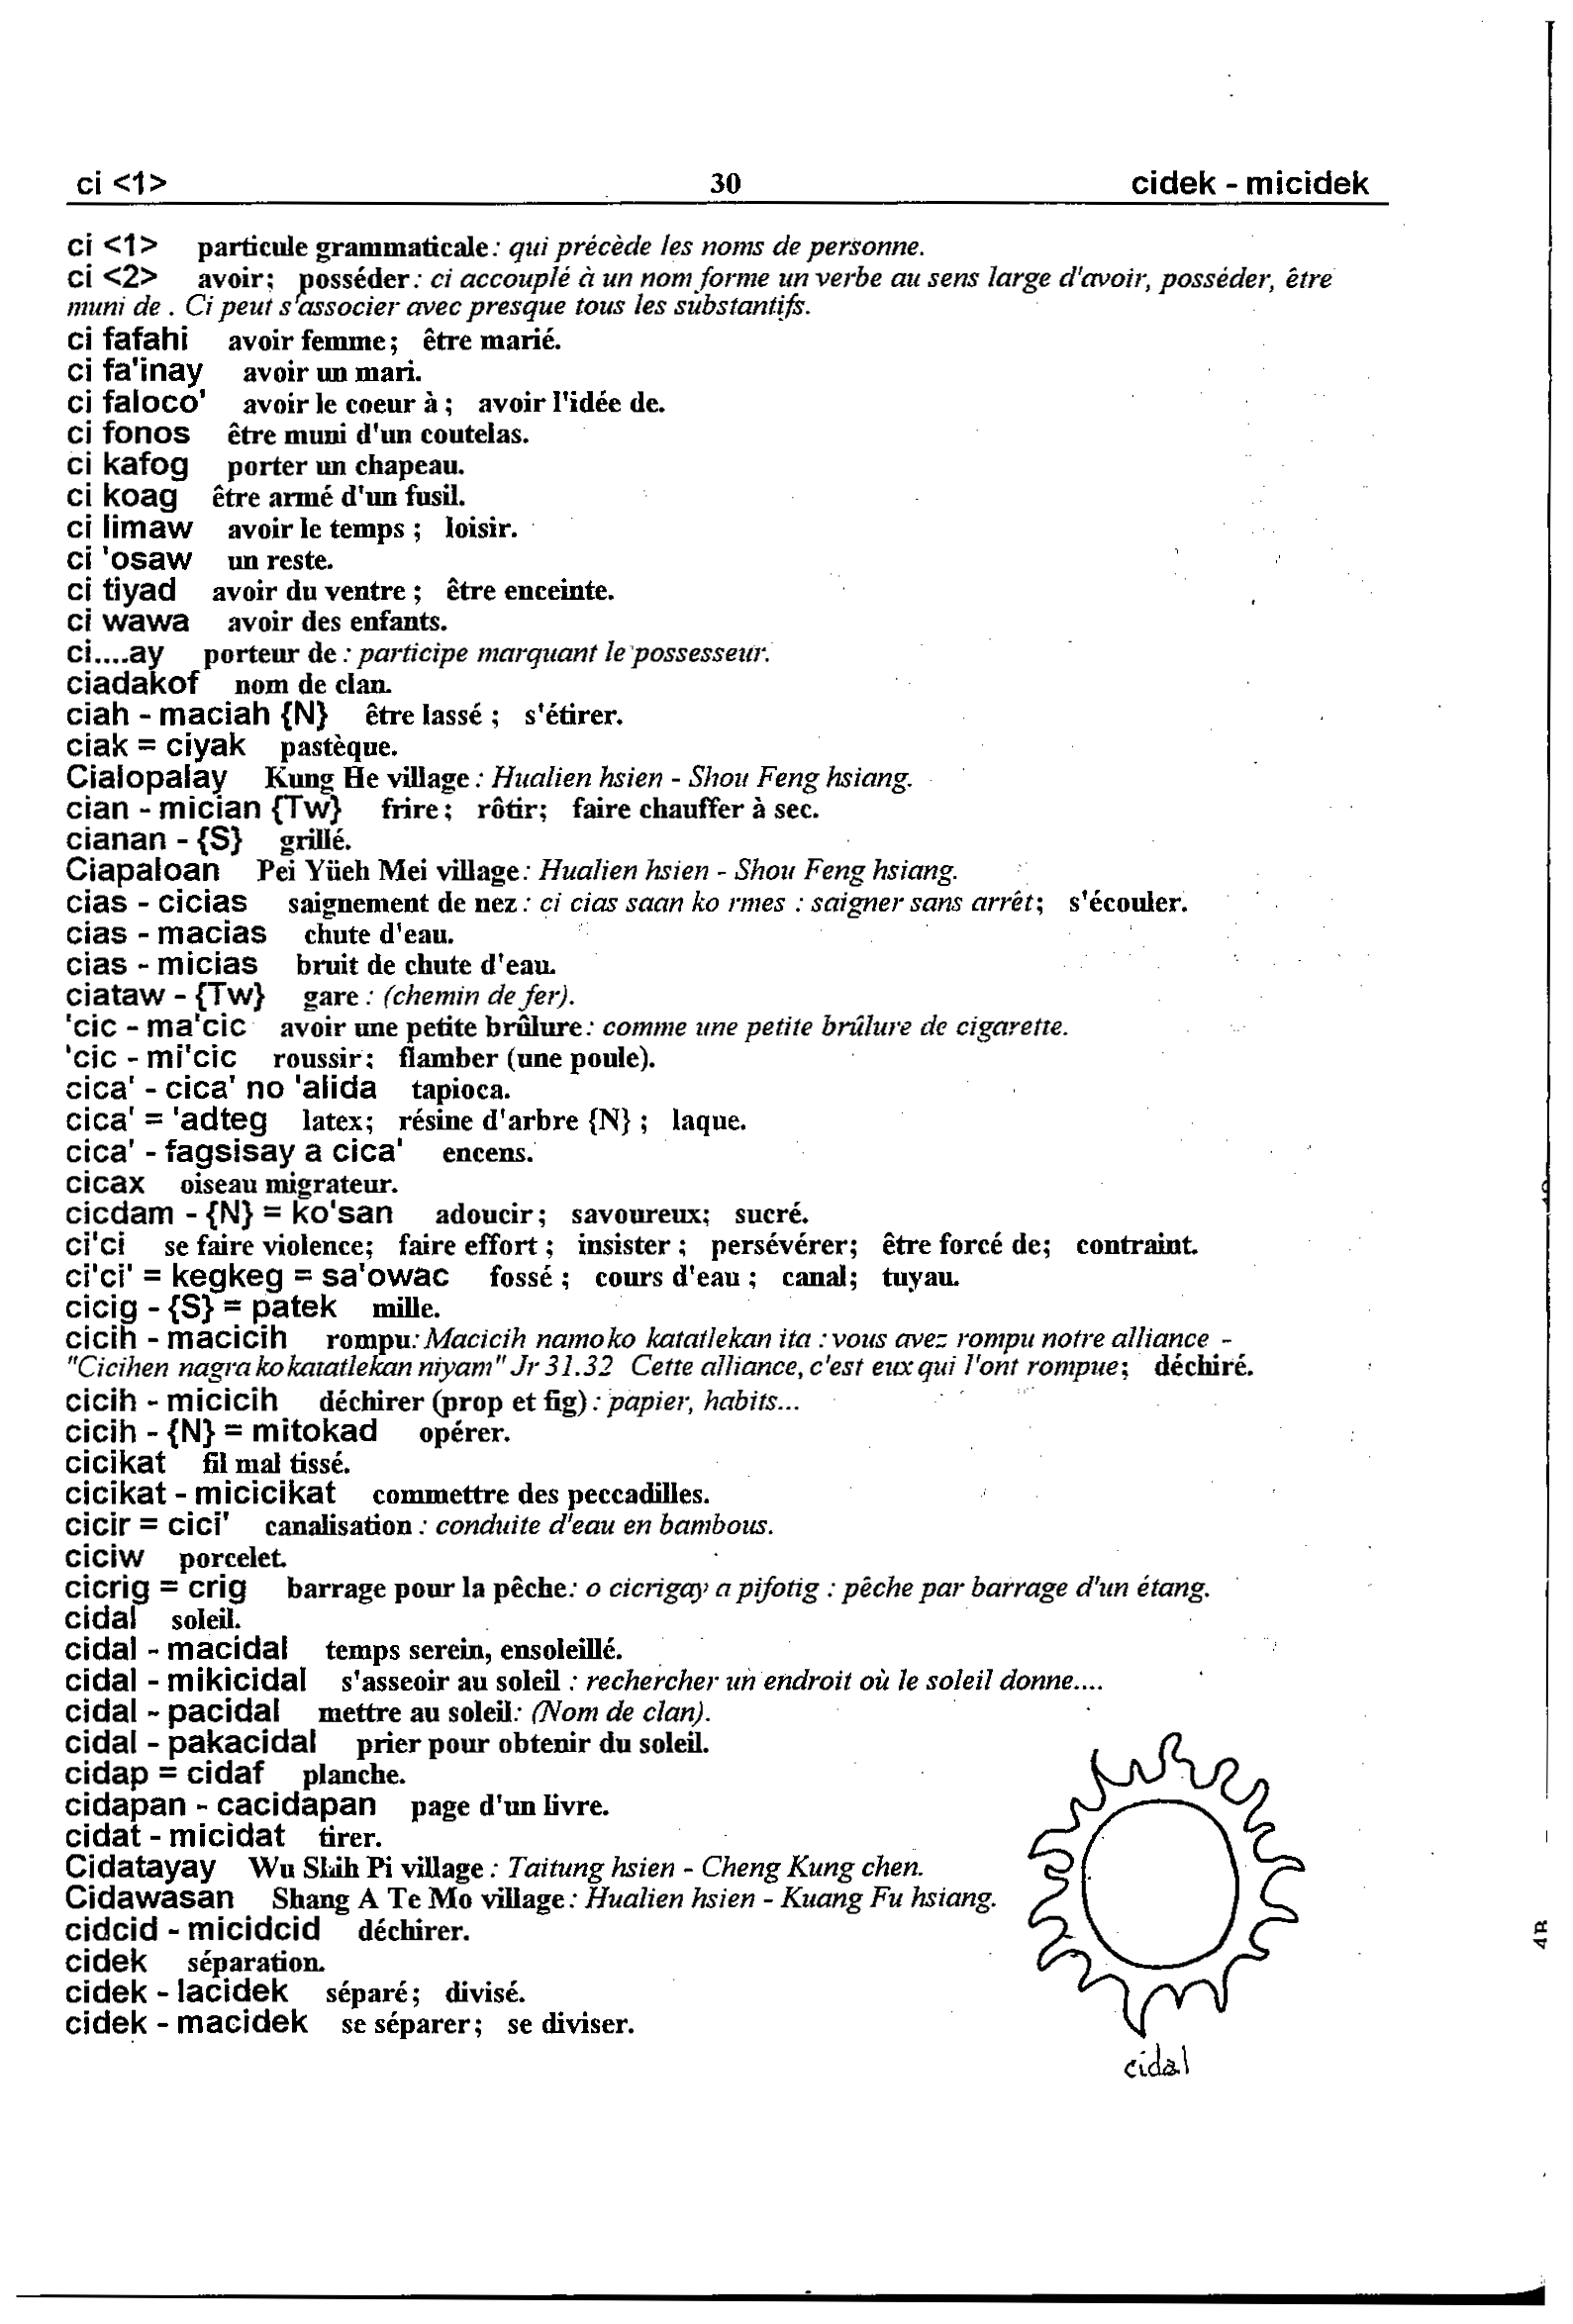 ci <1> 30 cidek - micidek
ci <1> particule grammaticale : qui précède les noms de personne.
ci <2> avoir; posséder : ci accouplé à un nom forme un verbe au sens large d'avoir, posséder, être
muni de . Ci peut s'associer avec presque tous les substantifs.
ci fafahi avoir femme ; être marié.
ci fa'inay avoir un mari.
ci faloco' avoir le coeur à ; avoir l'idée de.
ci fonos être muni d'un coutelas.
ci kafog porter un chapeau.
ci koag être armé d'un fusil.
ci limaw avoir le temps ; loisir.
ci 'osaw un reste.
ci tiyad avoir du ventre ; être enceinte.
ci wawa avoir des enfants.
ci....ay porteur de : participe marquant le possesseur.
ciadakof nom de clan.
ciah - maciah {N} être lassé ; s'étirer.
ciak = ciyak pastèque.
Cialopalay Kung He village : Hualien hsien - Shou Feng hsiang.
cian - mician {Tw} frire ; rôtir; faire chauffer à sec.
cianan - {S} grillé.
Ciapaloan Pei Yüeh Mei village : Hualien hsien - Shou Feng hsiang.
cias - cicias saignement de nez : ci cias saan ko rmes : saigner sans arrêt; s'écouler.
cias - macias chute d'eau.
cias - micias bruit de chute d'eau.
ciataw - {Tw} gare : (chemin de fer).
'cic - ma'cic avoir une petite brûlure : comme une petite brûlure de cigarette.
'cic - mi'cic roussir; flamber (une poule).
cica' - cica' no 'alida tapioca.
cica' = 'adteg latex; résine d'arbre {N} ; laque.
cica' - fagsisay a cica' encens.
cicax oiseau migrateur.
cicdam - {N} = ko'san adoucir; savoureux; sucré.
ci'ci se faire violence; faire effort ; insister ; persévérer; être forcé de; contraint.
ci'ci' = kegkeg = sa'owac fossé ; cours d'eau ; canal; tuyau.
cicig - {S} = patek mille.
cicih - macicih rompu: Macicih namo ko katatlekan ita : vous avez rompu notre alliance -
"Cicihen nagra ko katatlekan niyam" Jr 31.32 Cette alliance, c'est eux qui l'ont rompue; déchiré.
cicih - micicih déchirer (prop et fig) : papier, habits...
cicih - {N} = mitokad opérer.
cicikat fil mal tissé.
cicikat - micicikat commettre des peccadilles.
cicir = cici' canalisation : conduite d'eau en bambous.
ciciw porcelet.
cicrig = crig barrage pour la pêche: o cicrigay a pifotig : pêche par barrage d'un étang.
cidal soleil.
cidal - macidal temps serein, ensoleillé.
cidal - mikicidal s'asseoir au soleil : rechercher un endroit où le soleil donne....
cidal - pacidal mettre au soleil: (Nom de clan).
cidal - pakacidal prier pour obtenir du soleil.
cidap = cidaf planche.
cidapan - cacidapan page d'un livre.
cidat - micidat tirer.
Cidatayay Wu Shih Pi village : Taitung hsien - Cheng Kung chen.
Cidawasan Shang A Te Mo village : Hualien hsien - Kuang Fu hsiang.
cidcid - micidcid déchirer.
cidek séparation.
cidek - lacidek séparé; divisé.
cidek - macidek se séparer; se diviser.
cidal